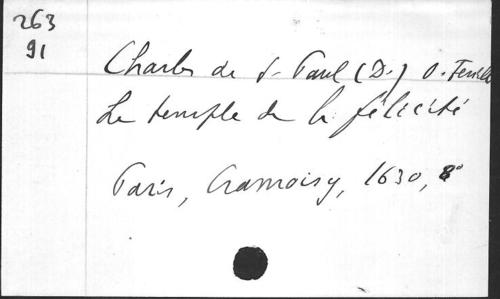 263
91
Charles de S- Paul (D.) O. Feuill
Le temple de la félicité
Paris, Cramoisy, 1630, 8°